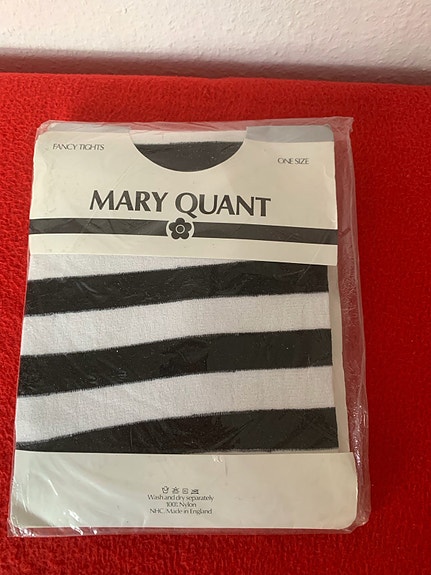 FANCY TIGHTS
ONE SIZE
MARY QUANT
Wash and dry separately
100% Nylon
NHC. Made in England